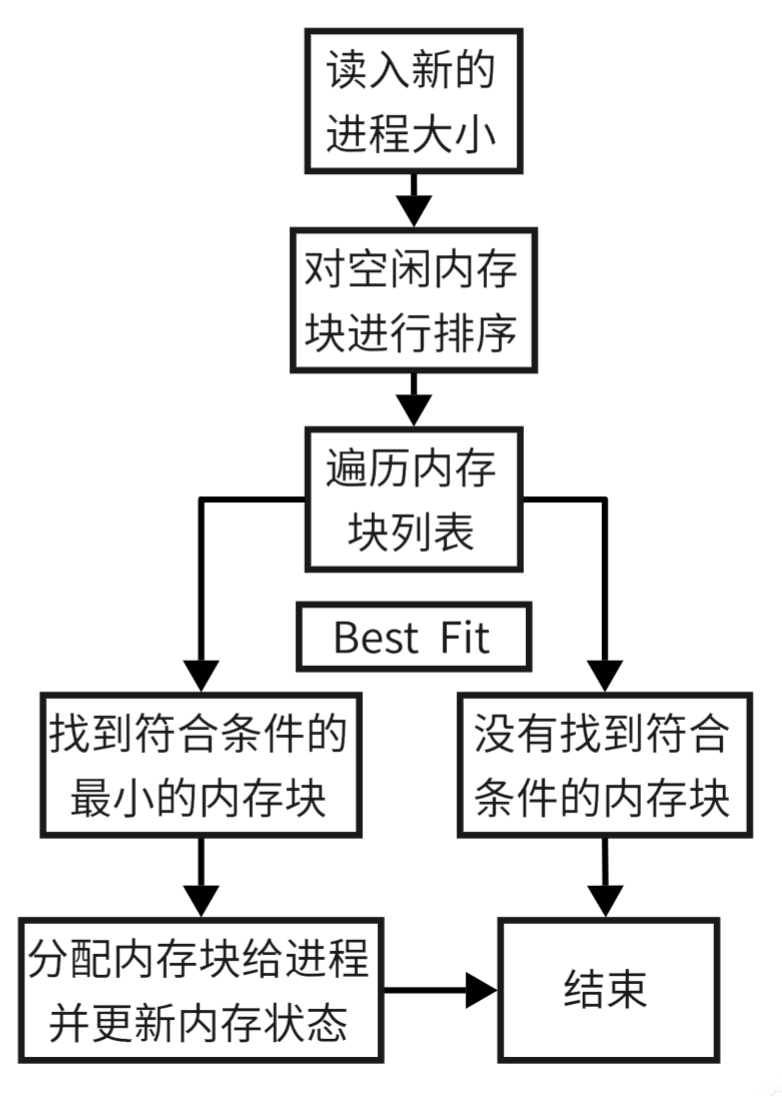 读入新的
进程大小
对空闲内存
块进行排序
遍历内存
块列表
Best Fit
找到符合条件的
最小的内存块
没有找到符合
条件的内存块
分配内存块给进程
并更新内存状态
结束